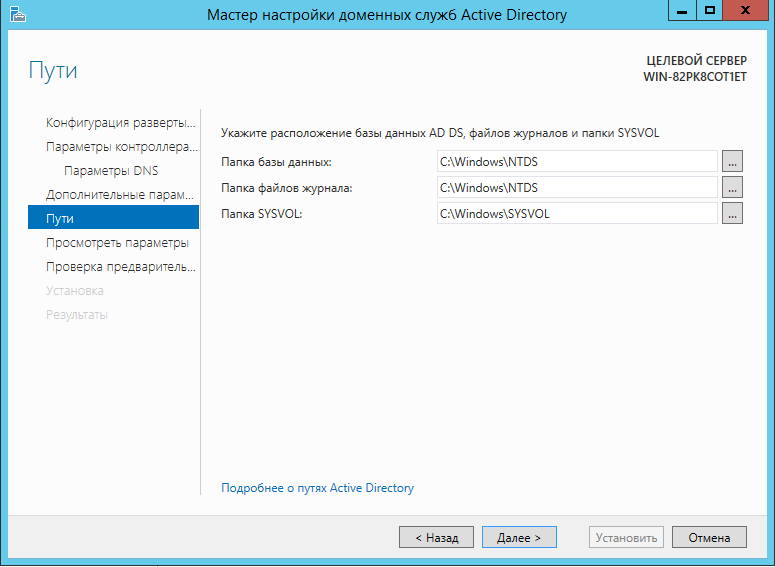 Мастер настройки доменных служб Active Directory
Пути
ЦЕЛЕВОЙ СЕРВЕР
WIN-82PK8COT1ET
Конфигурация разверты...
Параметры контроллера...
Параметры DNS
Дополнительные парам...
Пути
Просмотреть параметры
Проверка предваритель...
Установка
Результаты
Укажите расположение базы данных AD DS, файлов журналов и папки SYSVOL
Папка базы данных: C:\Windows\NTDS ...
Папка файлов журнала: C:\Windows\NTDS ...
Папка SYSVOL: C:\Windows\SYSVOL ...
Подробнее о путях Active Directory
< Назад Далее > Установить Отмена